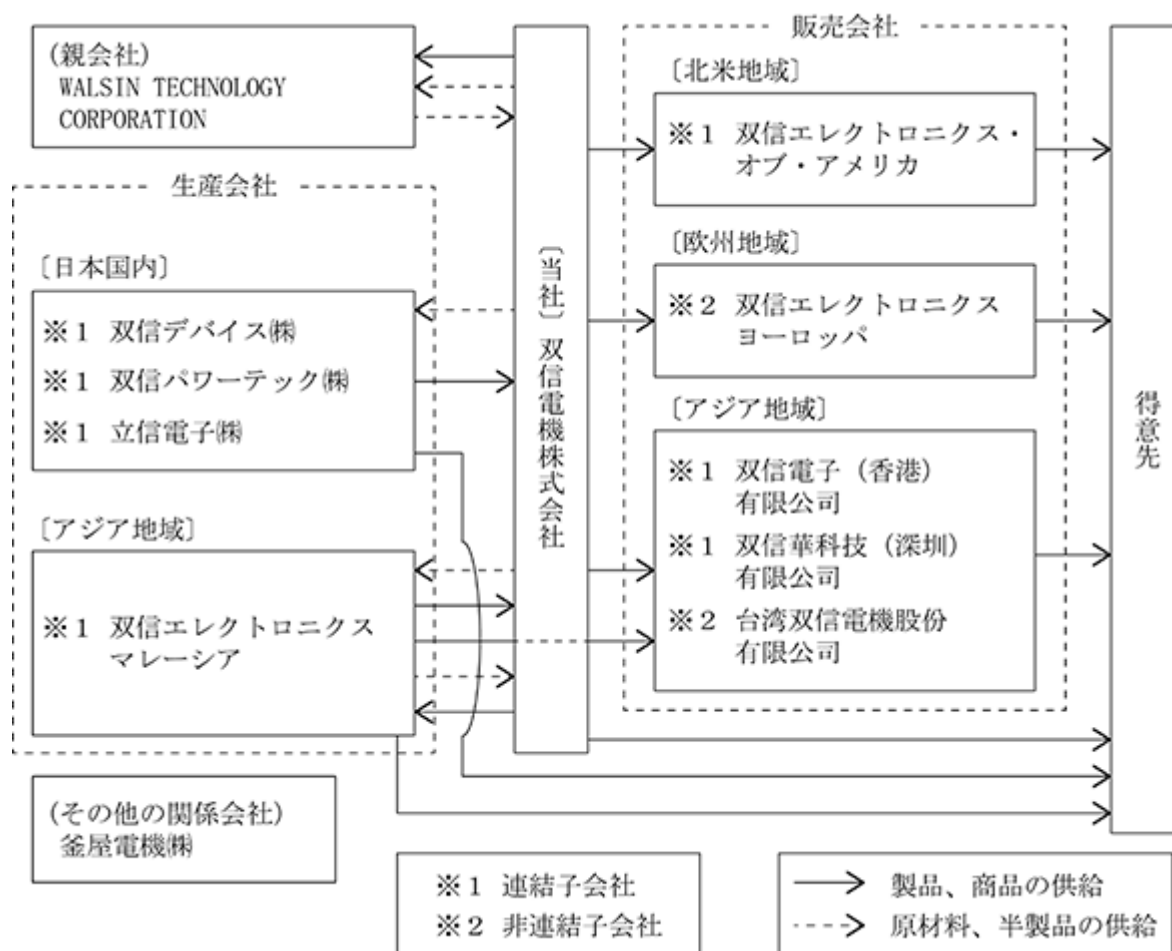 (親会社)
WALSIN TECHNOLOGY
CORPORATION
生産会社
〔日本国内〕
※1 双信デバイス㈱
※1 双信パワーテック㈱
※1 立信電子㈱
〔アジア地域〕
※1 双信エレクトロニクス
マレーシア
(その他の関係会社)
釜屋電機㈱
〔当社〕双信電機株式会社
販売会社
〔北米地域〕
※1 双信エレクトロニクス・
オブ・アメリカ
〔欧州地域〕
※2 双信エレクトロニクス
ヨーロッパ
〔アジア地域〕
※1 双信電子（香港）
有限公司
※1 双信華科技（深圳）
有限公司
※2 台湾双信電機股份
有限公司
得意先
※1 連結子会社
※2 非連結子会社
製品、商品の供給
原材料、半製品の供給